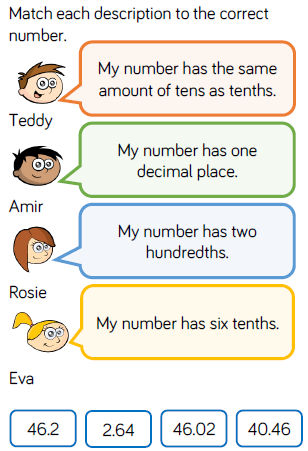 Match each description to the correct
number.
My number has the same
amount of tens as tenths.
Teddy
My number has one
decimal place.
Amir
My number has two
hundredths.
Rosie
My number has six tenths.
Eva
46.2 2.64 46.02 40.46